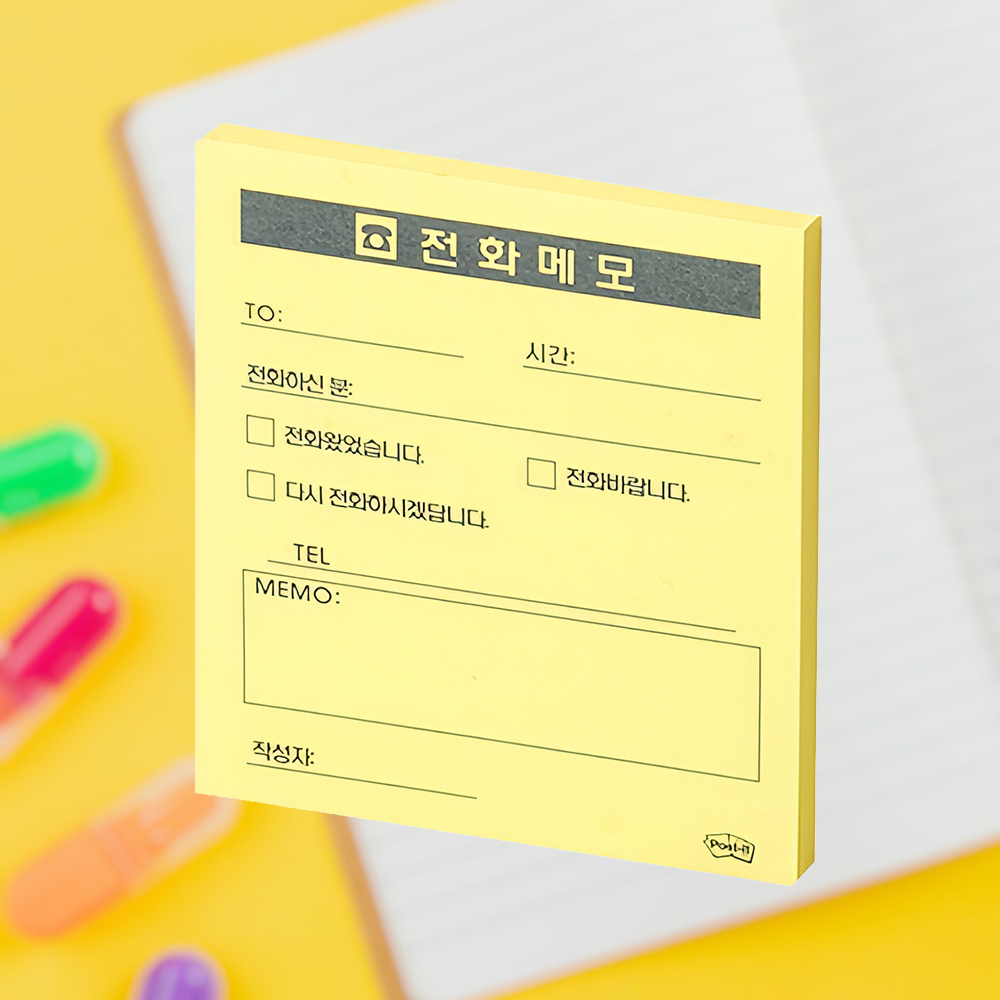 전화메모
TO:
시간:
전화하신 분:
전화왔었습니다.
전화바랍니다.
다시 전화하시겠답니다.
TEL
MEMO:
작성자:
Post-it